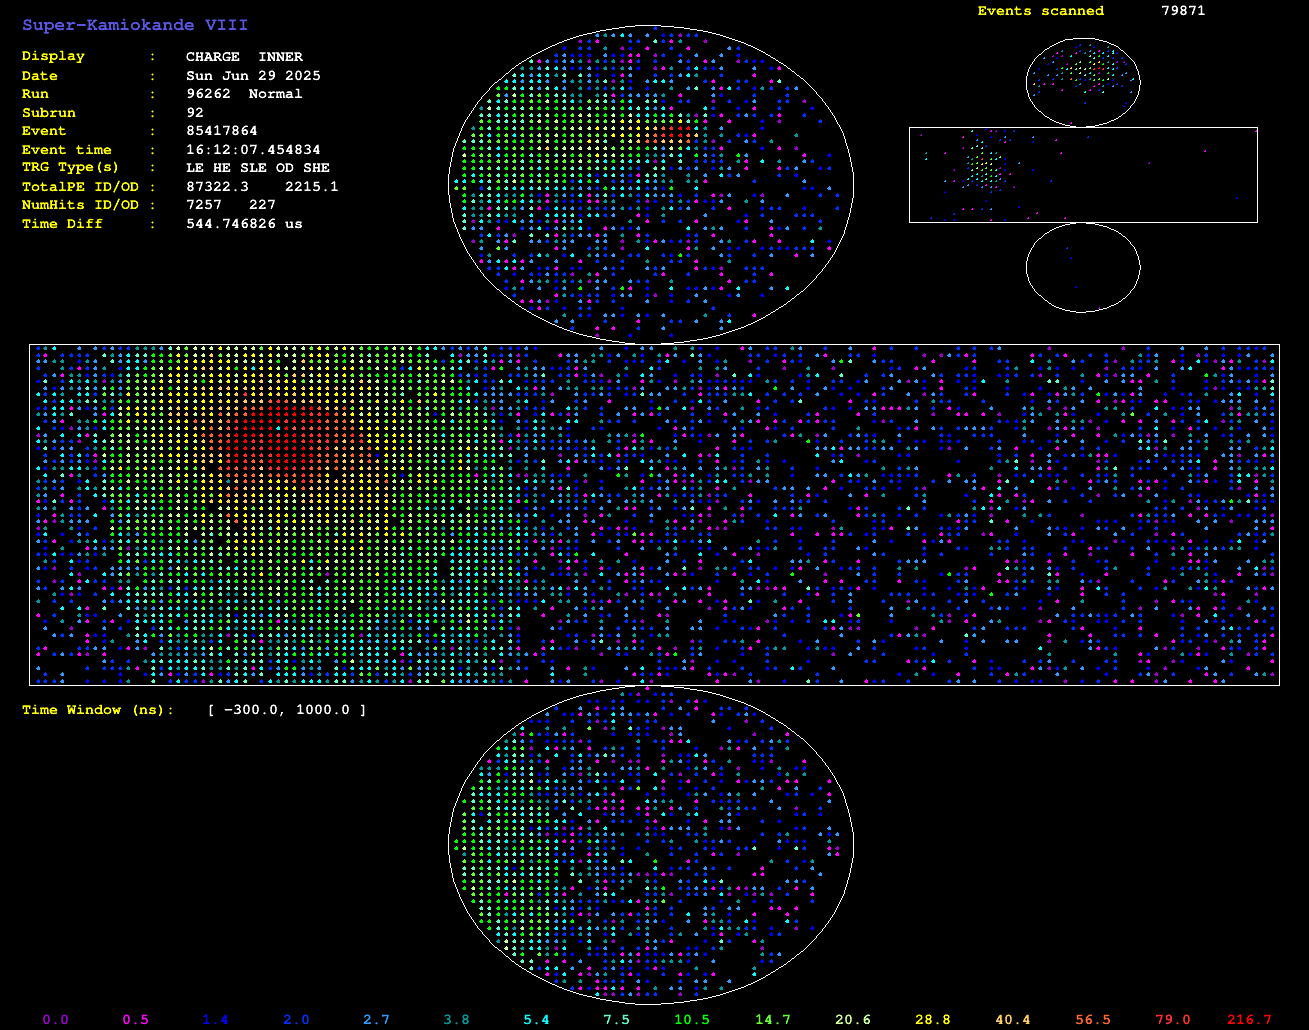 Super-Kamiokande VIII
Events scanned 79871
Display : CHARGE INNER
Date : Sun Jun 29 2025
Run : 96262 Normal
Subrun : 92
Event : 85417864
Event time : 16:12:07.454834
TRG Type(s) : LE HE SLE OD SHE
TotalPE ID/OD : 87322.3 2215.1
NumHits ID/OD : 7257 227
Time Diff : 544.746826 us
Time Window (ns): [ -300.0, 1000.0 ]
0.0 0.5 1.4 2.0 2.7 3.8 5.4 7.5 10.5 14.7 20.6 28.8 40.4 56.5 79.0 216.7